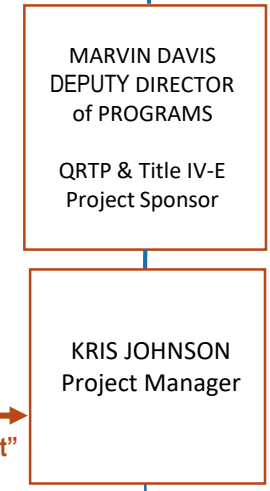 MARVIN DAVIS
DEPUTY DIRECTOR
of PROGRAMS
QRTP & Title IV-E
Project Sponsor
KRIS JOHNSON
Project Manager
t”